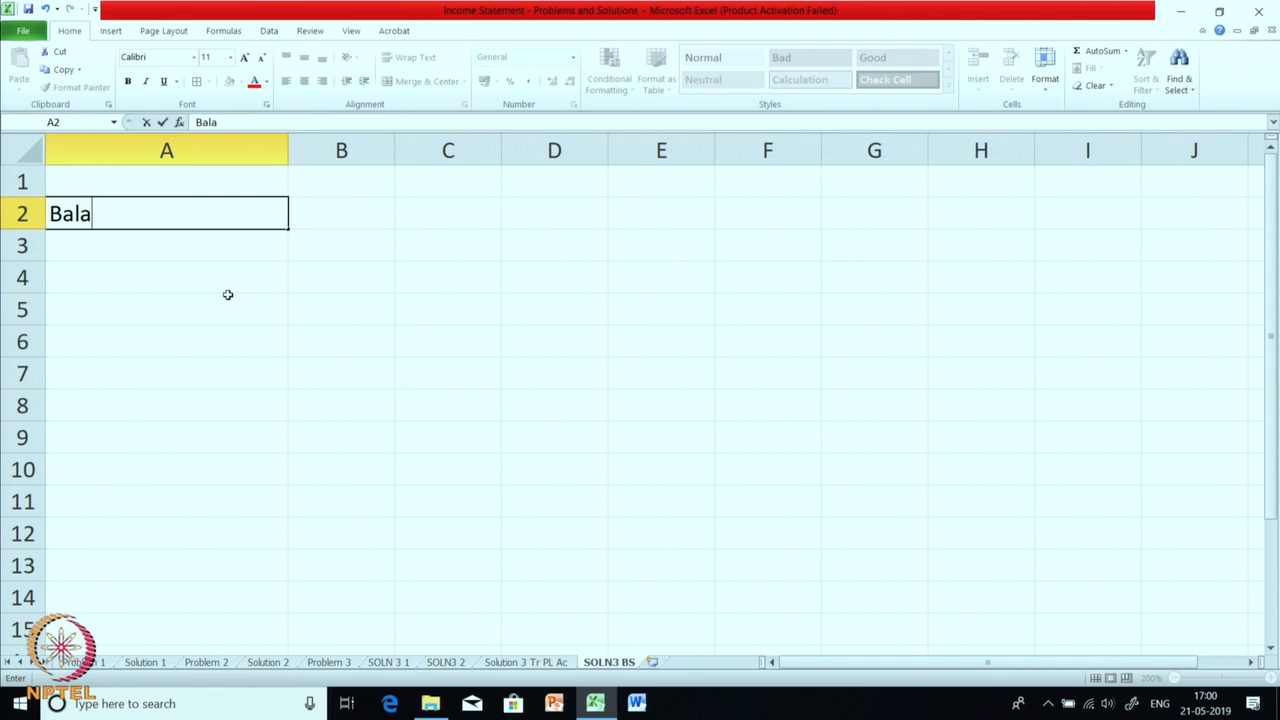 Income Statement - Problems and Solutions - Microsoft Excel (Product Activation Failed)
File Home Insert Page Layout Formulas Data Review View Acrobat
Cut
Copy
Format Painter
Paste
Clipboard
Calibri 11
B I U
Font
Wrap Text
Merge & Center
Alignment
General
Number
Conditional Formatting
Format as Table
Normal Bad Good
Neutral Calculation Check Cell
Styles
Insert Delete Format
Cells
AutoSum
Fill
Clear
Sort & Filter
Find & Select
Editing
A2 Bala
A B C D E F G H I J
1
2 Bala
3
4
5
6
7
8
9
10
11
12
13
14
15
Solution 1 Problem 2 Solution 2 Problem 3 SOLN 3 1 SOLN3 2 Solution 3 Tr PL Ac SOLN3 BS
Enter 200%
NPTEL
Type here to search
ENG
17:00
21-05-2019